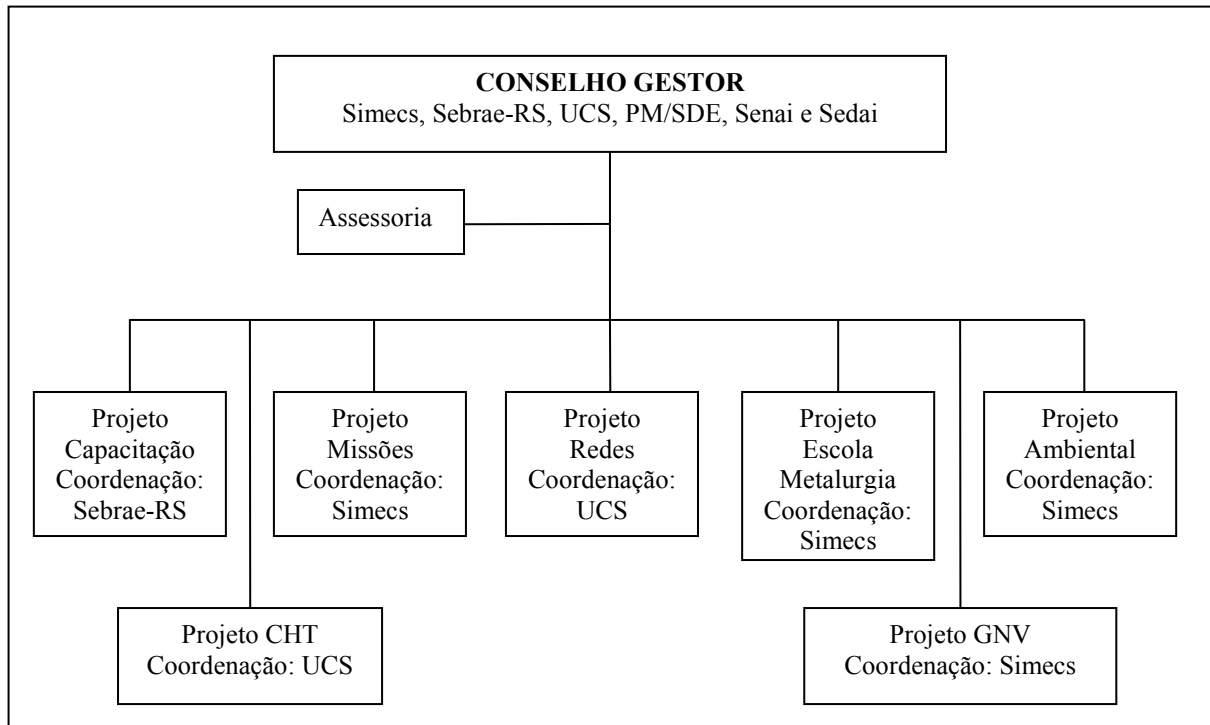 CONSELHO GESTOR
Simecs, Sebrae-RS, UCS, PM/SDE, Senai e Sedai
Assessoria
Projeto
Capacitação
Coordenação:
Sebrae-RS
Projeto
Missões
Coordenação:
Simecs
Projeto
Redes
Coordenação:
UCS
Projeto
Escola
Metalurgia
Coordenação:
Simecs
Projeto
Ambiental
Coordenação:
Simecs
Projeto CHT
Coordenação: UCS
Projeto GNV
Coordenação: Simecs